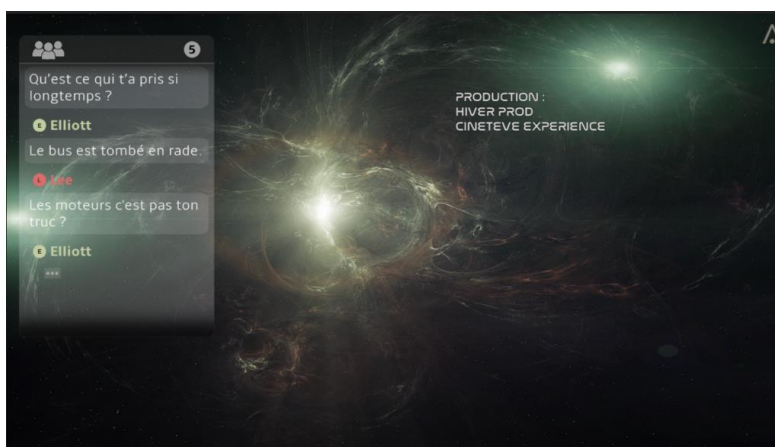 5
Qu'est ce qui t'a pris si
longtemps ?
E Elliott
Le bus est tombé en rade.
L Lee
Les moteurs c'est pas ton
truc ?
E Elliott
...
PRODUCTION :
HIVER PROD
CINETEVE EXPERIENCE